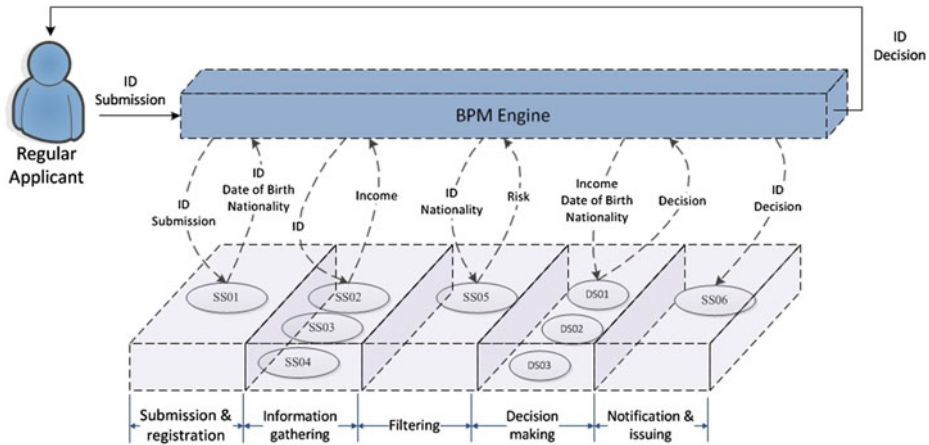 ID
Decision
ID
Submission
BPM Engine
Regular
Applicant
ID
Submission
ID
Date of Birth
Nationality
ID
Income
ID
Nationality
Risk
Income
Date of Birth
Nationality
Decision
ID
Decision
SS01
SS02
SS03
SS04
SS05
DS01
DS02
DS03
SS06
Submission &
registration
Information
gathering
Filtering
Decision
making
Notification &
issuing